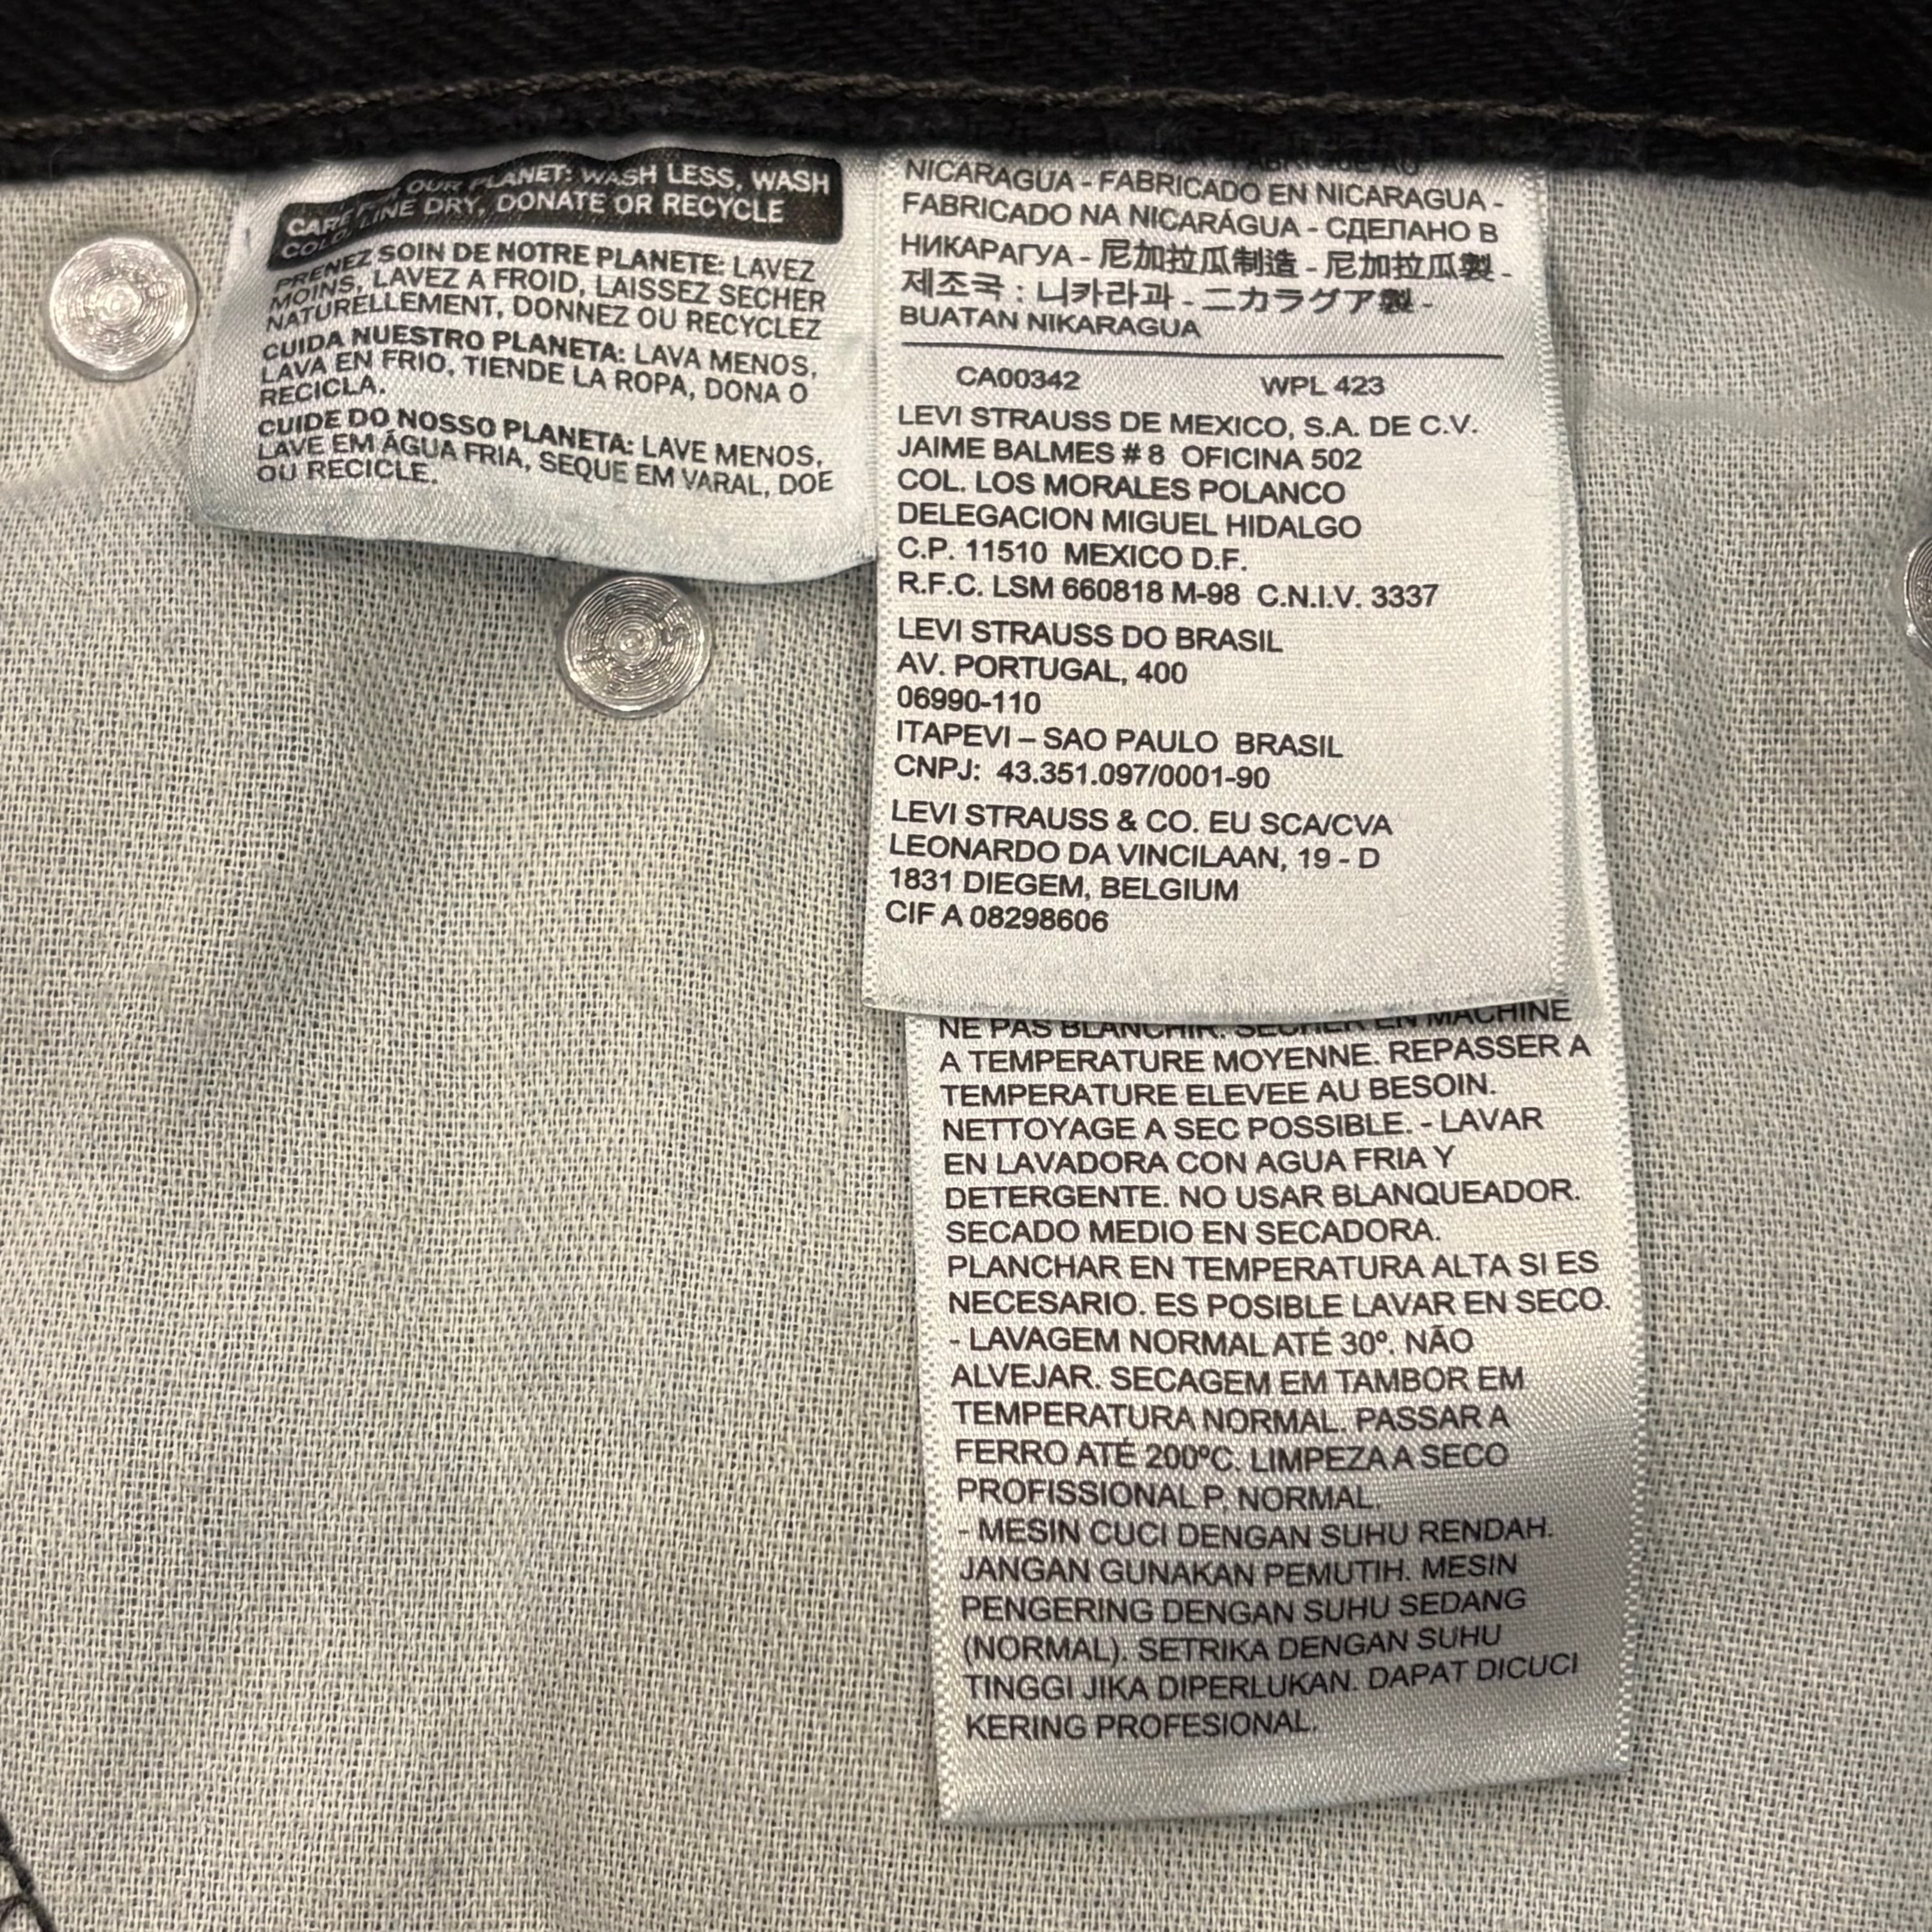 CARE FOR OUR PLANET: WASH LESS, WASH
COLD, LINE DRY, DONATE OR RECYCLE
PRENEZ SOIN DE NOTRE PLANETE: LAVEZ
MOINS, LAVEZ A FROID, LAISSEZ SECHER
NATURELLEMENT, DONNEZ OU RECYCLEZ
CUIDA NUESTRO PLANETA: LAVA MENOS,
LAVA EN FRIO, TIENDE LA ROPA, DONA O
RECICLA.
CUIDE DO NOSSO PLANETA: LAVE MENOS,
LAVE EM ÁGUA FRIA, SEQUE EM VARAL, DOE
OU RECICLE.
NICARAGUA - FABRICADO EN NICARAGUA -
FABRICADO NA NICARÁGUA - СДЕПАНО В
НИКАРАГУА - 尼加拉瓜制造 - 尼加拉瓜製 -
제조국 : 니카라과 - ニカラグア製 -
BUATAN NIKARAGUA
CA00342 WPL 423
LEVI STRAUSS DE MEXICO, S.A. DE C.V.
JAIME BALMES # 8 OFICINA 502
COL. LOS MORALES POLANCO
DELEGACION MIGUEL HIDALGO
C.P. 11510 MEXICO D.F.
R.F.C. LSM 660818 M-98 C.N.I.V. 3337
LEVI STRAUSS DO BRASIL
AV. PORTUGAL, 400
06990-110
ITAPEVI – SAO PAULO BRASIL
CNPJ: 43.351.097/0001-90
LEVI STRAUSS & CO. EU SCA/CVA
LEONARDO DA VINCILAAN, 19 - D
1831 DIEGEM, BELGIUM
CIF A 08298606
NE PAS BLANCHIR. SECHER EN MACHINE
A TEMPERATURE MOYENNE. REPASSER A
TEMPERATURE ELEVEE AU BESOIN.
NETTOYAGE A SEC POSSIBLE. - LAVAR
EN LAVADORA CON AGUA FRIA Y
DETERGENTE. NO USAR BLANQUEADOR.
SECADO MEDIO EN SECADORA.
PLANCHAR EN TEMPERATURA ALTA SI ES
NECESARIO. ES POSIBLE LAVAR EN SECO.
- LAVAGEM NORMAL ATÉ 30º. NÃO
ALVEJAR. SECAGEM EM TAMBOR EM
TEMPERATURA NORMAL. PASSAR A
FERRO ATÉ 200ºC. LIMPEZA A SECO
PROFISSIONAL P, NORMAL.
- MESIN CUCI DENGAN SUHU RENDAH.
JANGAN GUNAKAN PEMUTIH. MESIN
PENGERING DENGAN SUHU SEDANG
(NORMAL). SETRIKA DENGAN SUHU
TINGGI JIKA DIPERLUKAN. DAPAT DICUCI
KERING PROFESIONAL.